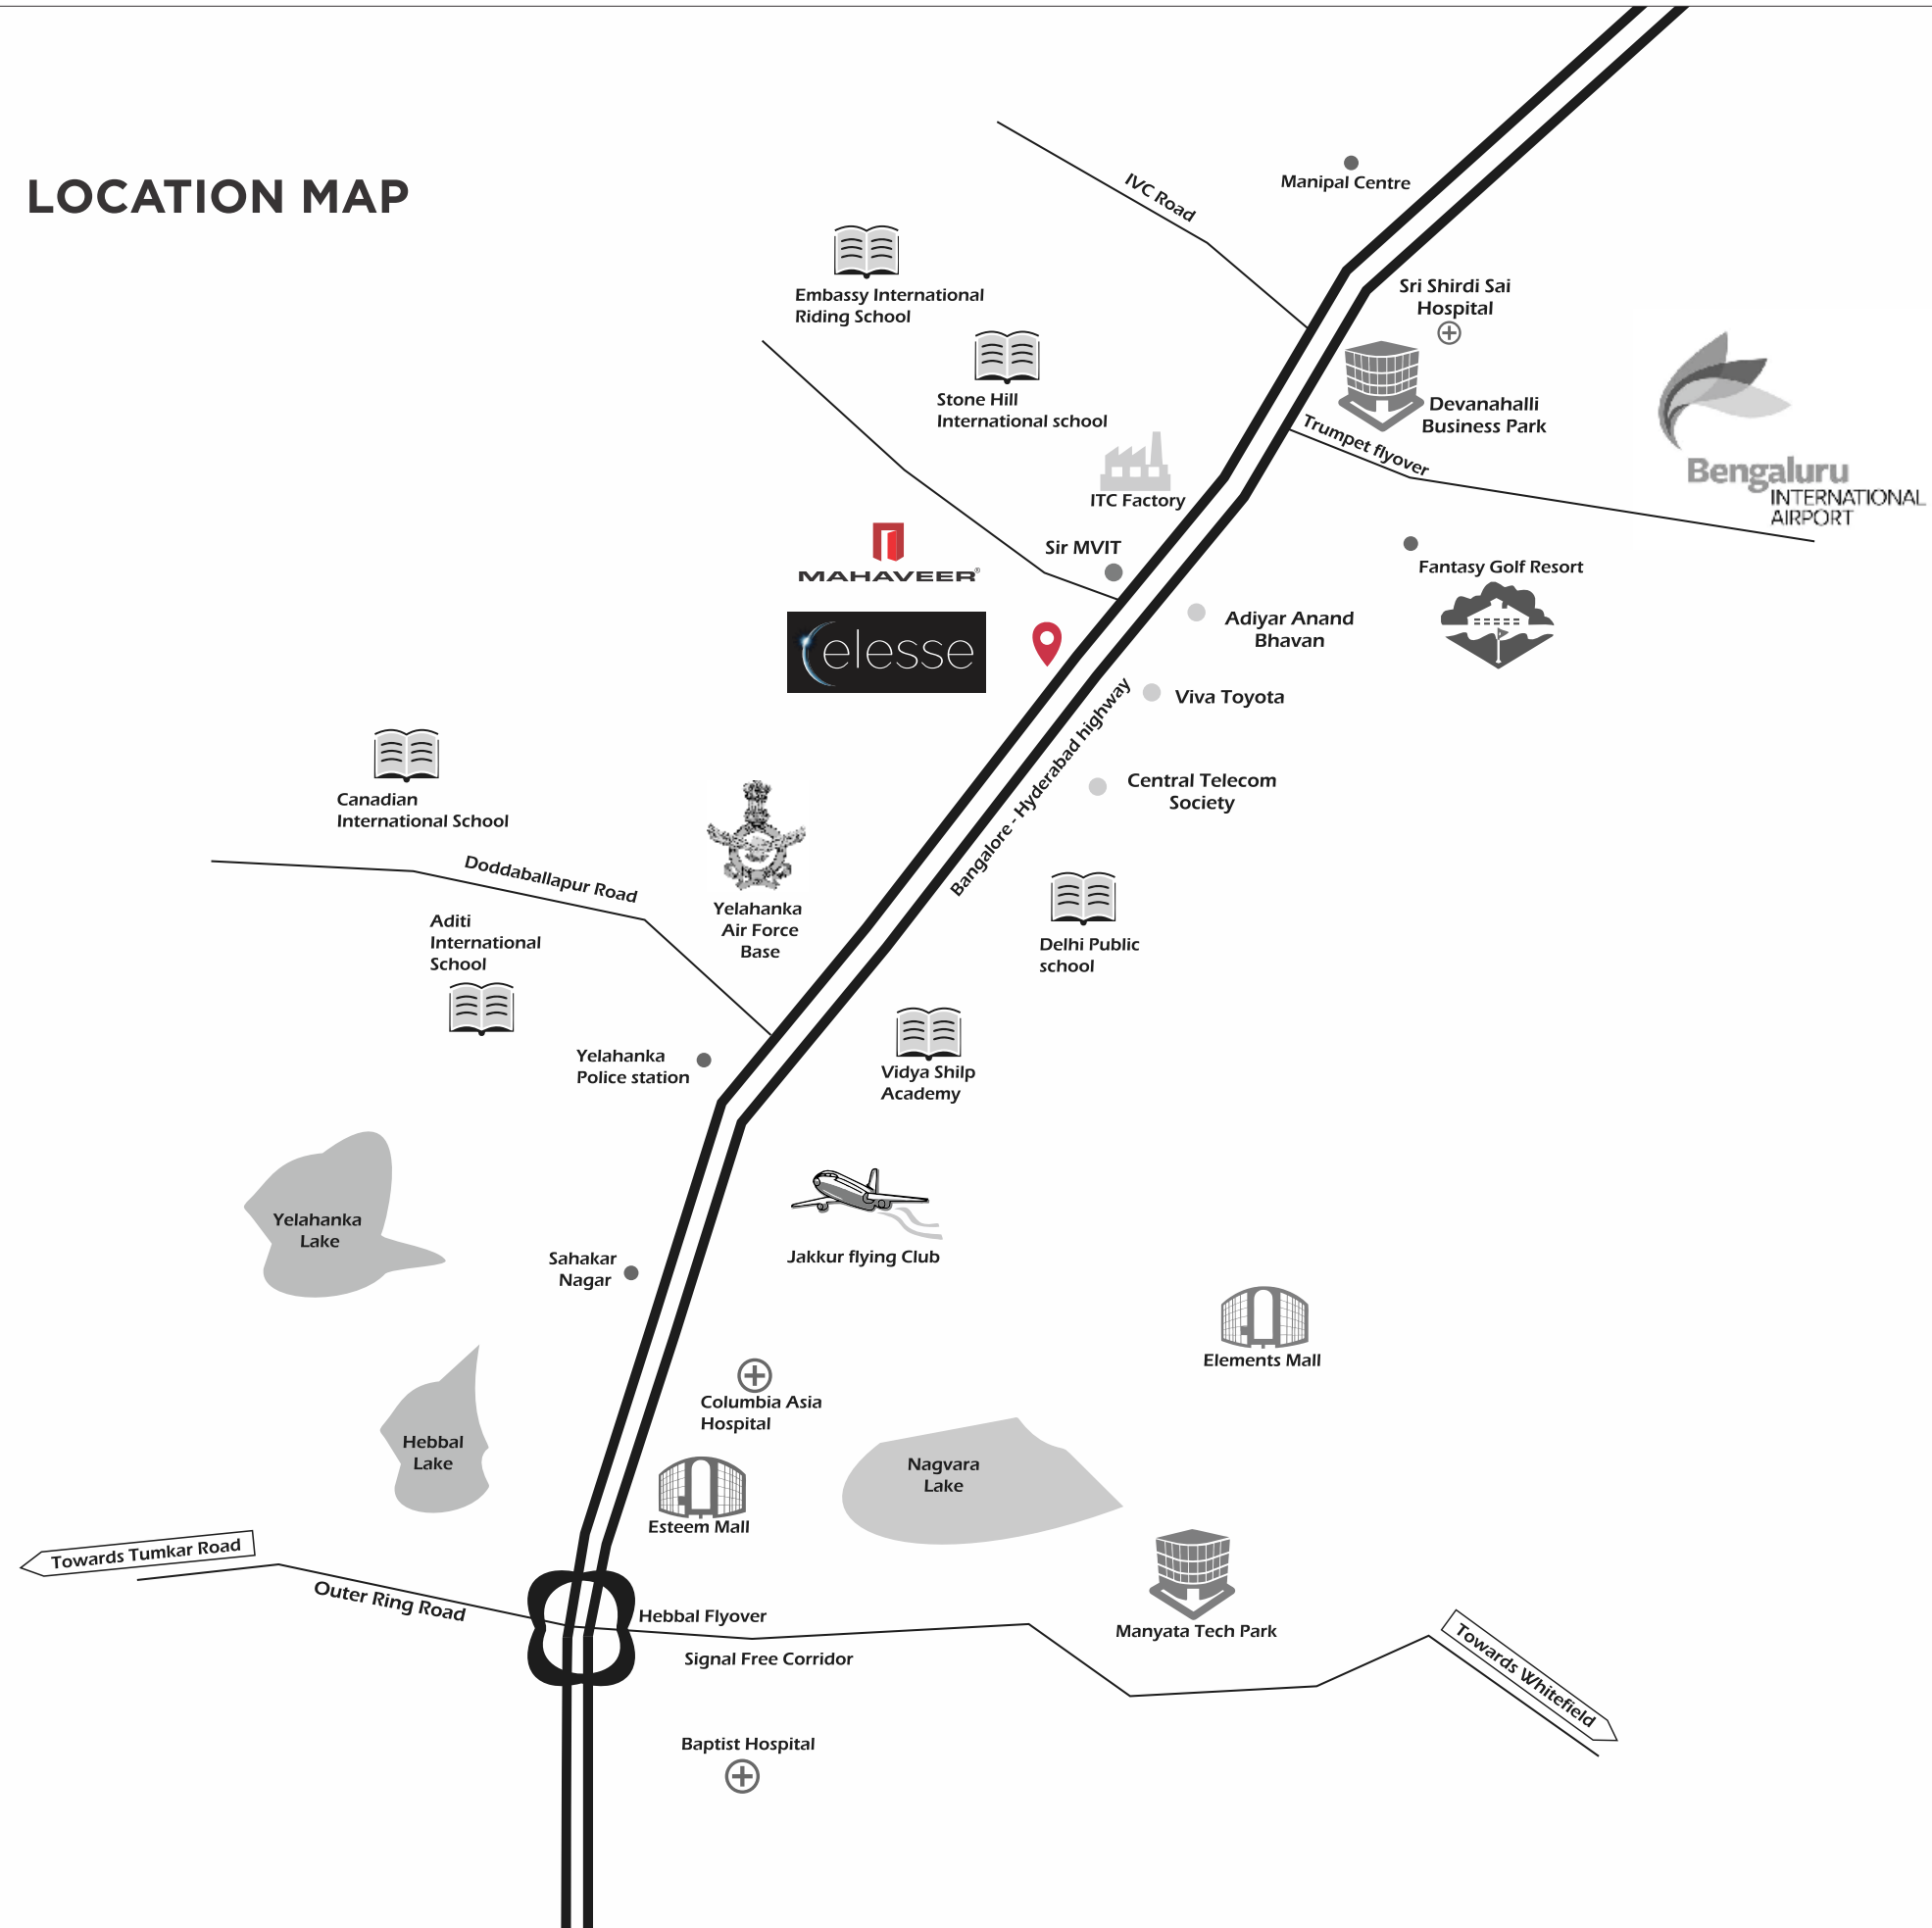 LOCATION MAP
Manipal Centre
IVC Road
Embassy International
Riding School
Sri Shirdi Sai
Hospital
Stone Hill
International school
Devanahalli
Business Park
Trumpet flyover
Bengaluru
INTERNATIONAL
AIRPORT
ITC Factory
Sir MVIT
MAHAVEER®
Fantasy Golf Resort
Celesse
Adiyar Anand
Bhavan
Viva Toyota
Bangalore - Hyderabad highway
Central Telecom
Society
Canadian
International School
Doddaballapur Road
Yelahanka
Air Force
Base
Aditi
International
School
Delhi Public
school
Yelahanka
Police station
Vidya Shilp
Academy
Yelahanka
Lake
Sahakar
Nagar
Jakkur flying Club
Elements Mall
Columbia Asia
Hospital
Hebbal
Lake
Nagvara
Lake
Esteem Mall
Towards Tumkar Road
Outer Ring Road
Hebbal Flyover
Signal Free Corridor
Manyata Tech Park
Towards Whitefield
Baptist Hospital